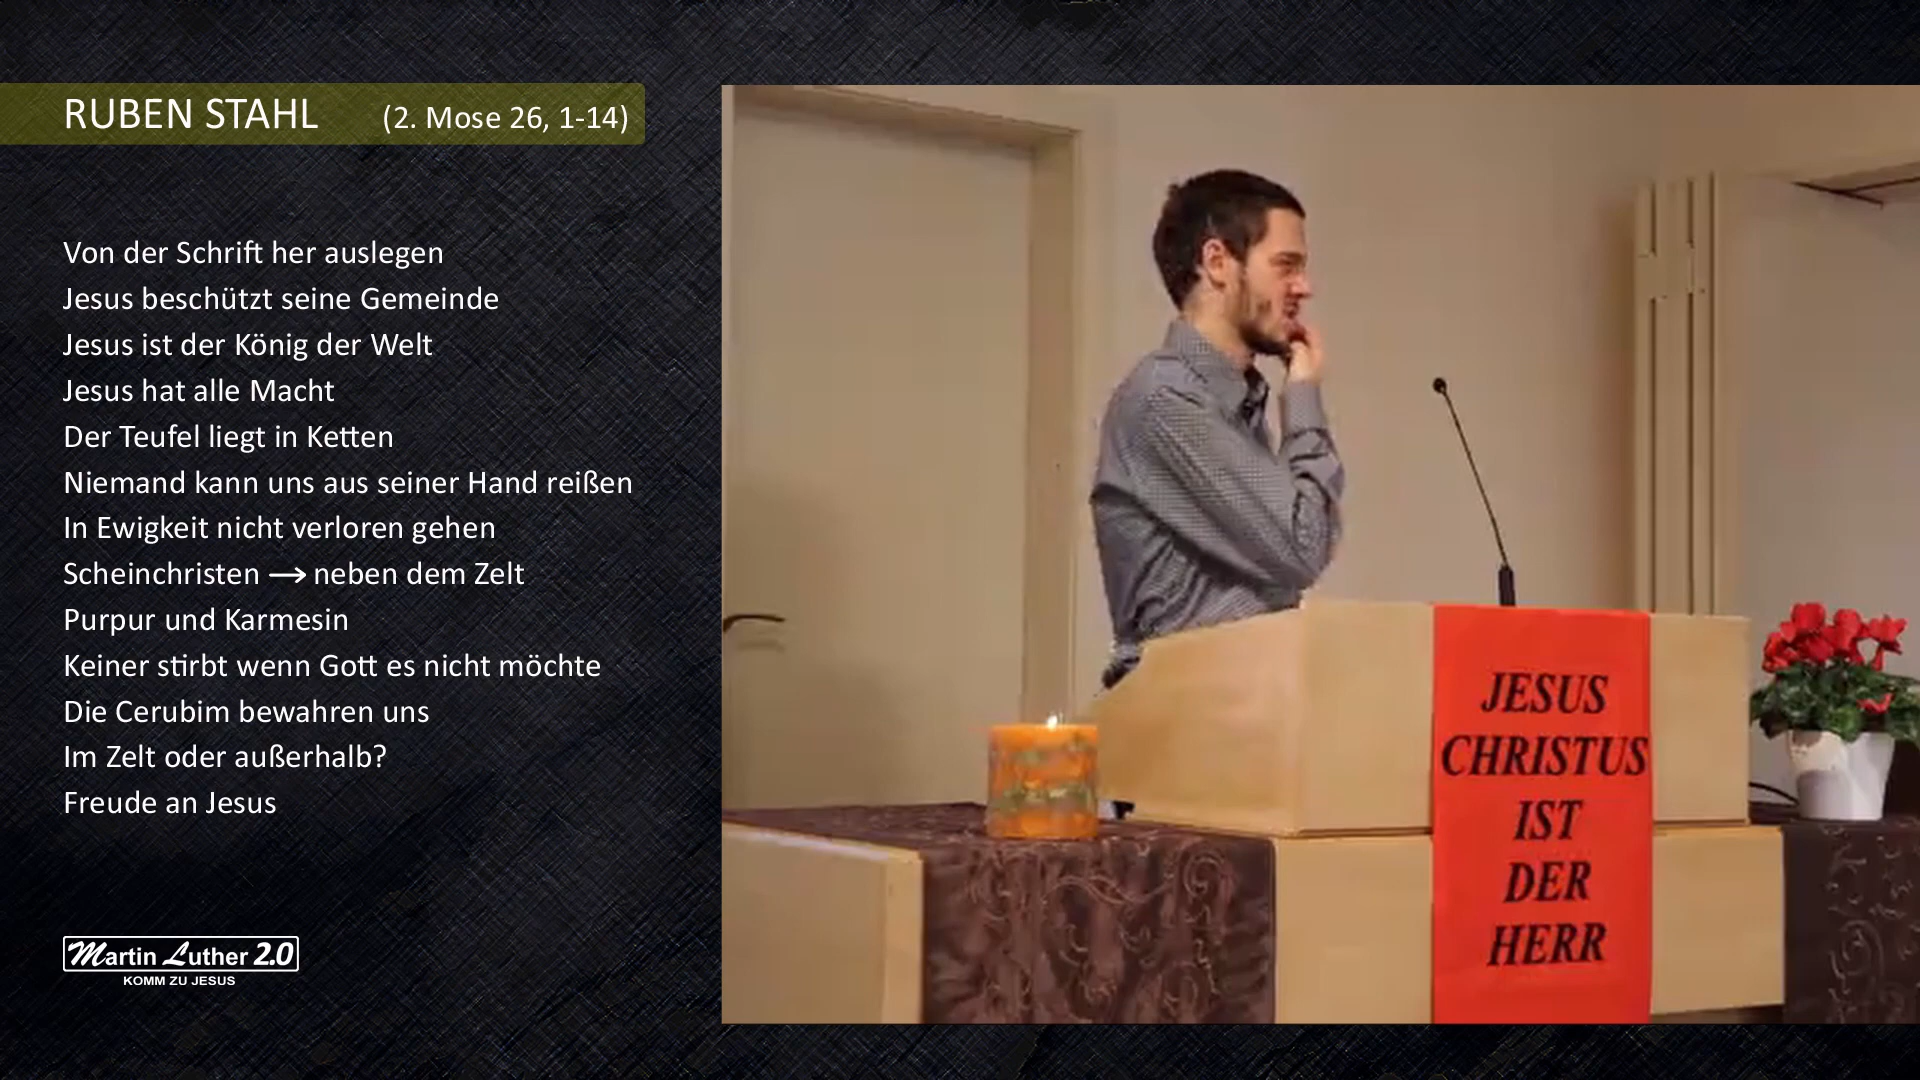 RUBEN STAHL (2. Mose 26, 1-14)
Von der Schrift her auslegen
Jesus beschützt seine Gemeinde
Jesus ist der König der Welt
Jesus hat alle Macht
Der Teufel liegt in Ketten
Niemand kann uns aus seiner Hand reißen
In Ewigkeit nicht verloren gehen
Scheinchristen → neben dem Zelt
Purpur und Karmesin
Keiner stirbt wenn Gott es nicht möchte
Die Cerubim bewahren uns
Im Zelt oder außerhalb?
Freude an Jesus
Martin Luther 2.0
KOMM ZU JESUS
JESUS
CHRISTUS
IST
DER
HERR